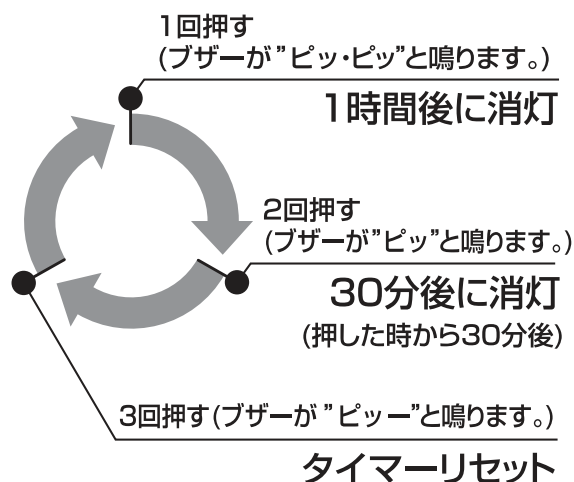 1回押す
(ブザーが”ピッ・ピッ”と鳴ります。)
1時間後に消灯
2回押す
(ブザーが”ピッ”と鳴ります。)
30分後に消灯
(押した時から30分後)
3回押す(ブザーが ”ピッー”と鳴ります。)
タイマーリセット